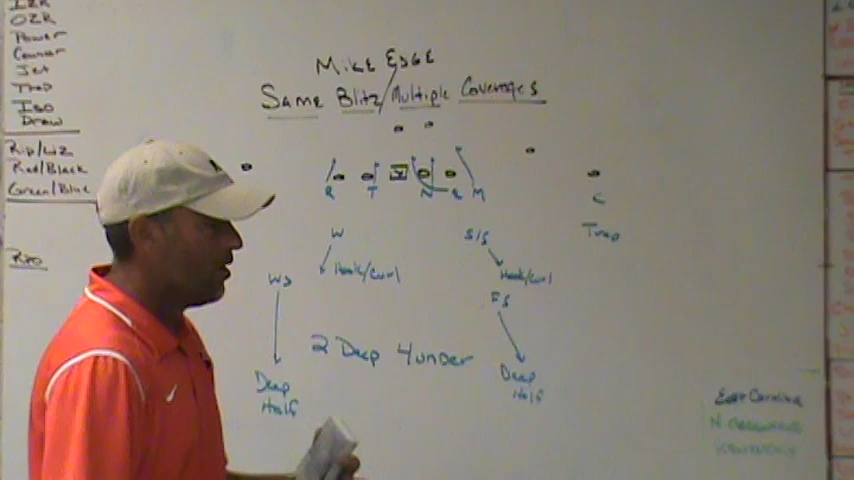 IZR
OZR
Power
Counter
Jet
Trap
Iso
Draw
Rip/Liz
Red/Black
Green/Blue
RPO
Mike Edge
Same Blitz/Multiple Coverages
R T N R M
C
Trap
W
S/S
Hook/Curl
Hook/Curl
WS
FS
2 Deep 4 under
Deep
Half
Deep
Half
East Carolina